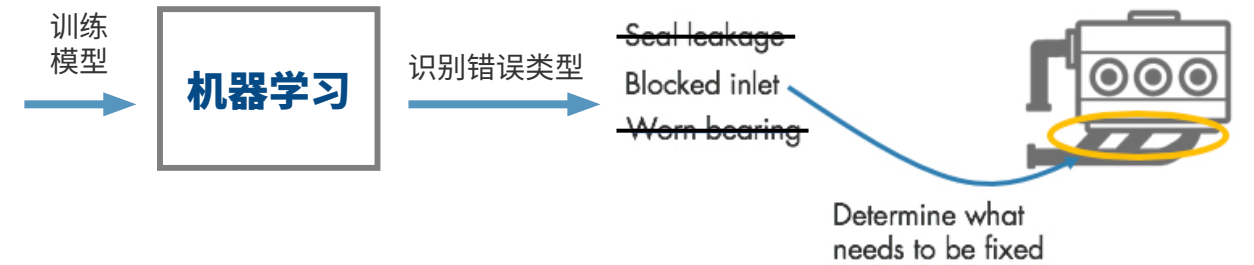 训练
模型
机器学习
识别错误类型
Seal leakage
Blocked inlet
Worn bearing
Determine what
needs to be fixed